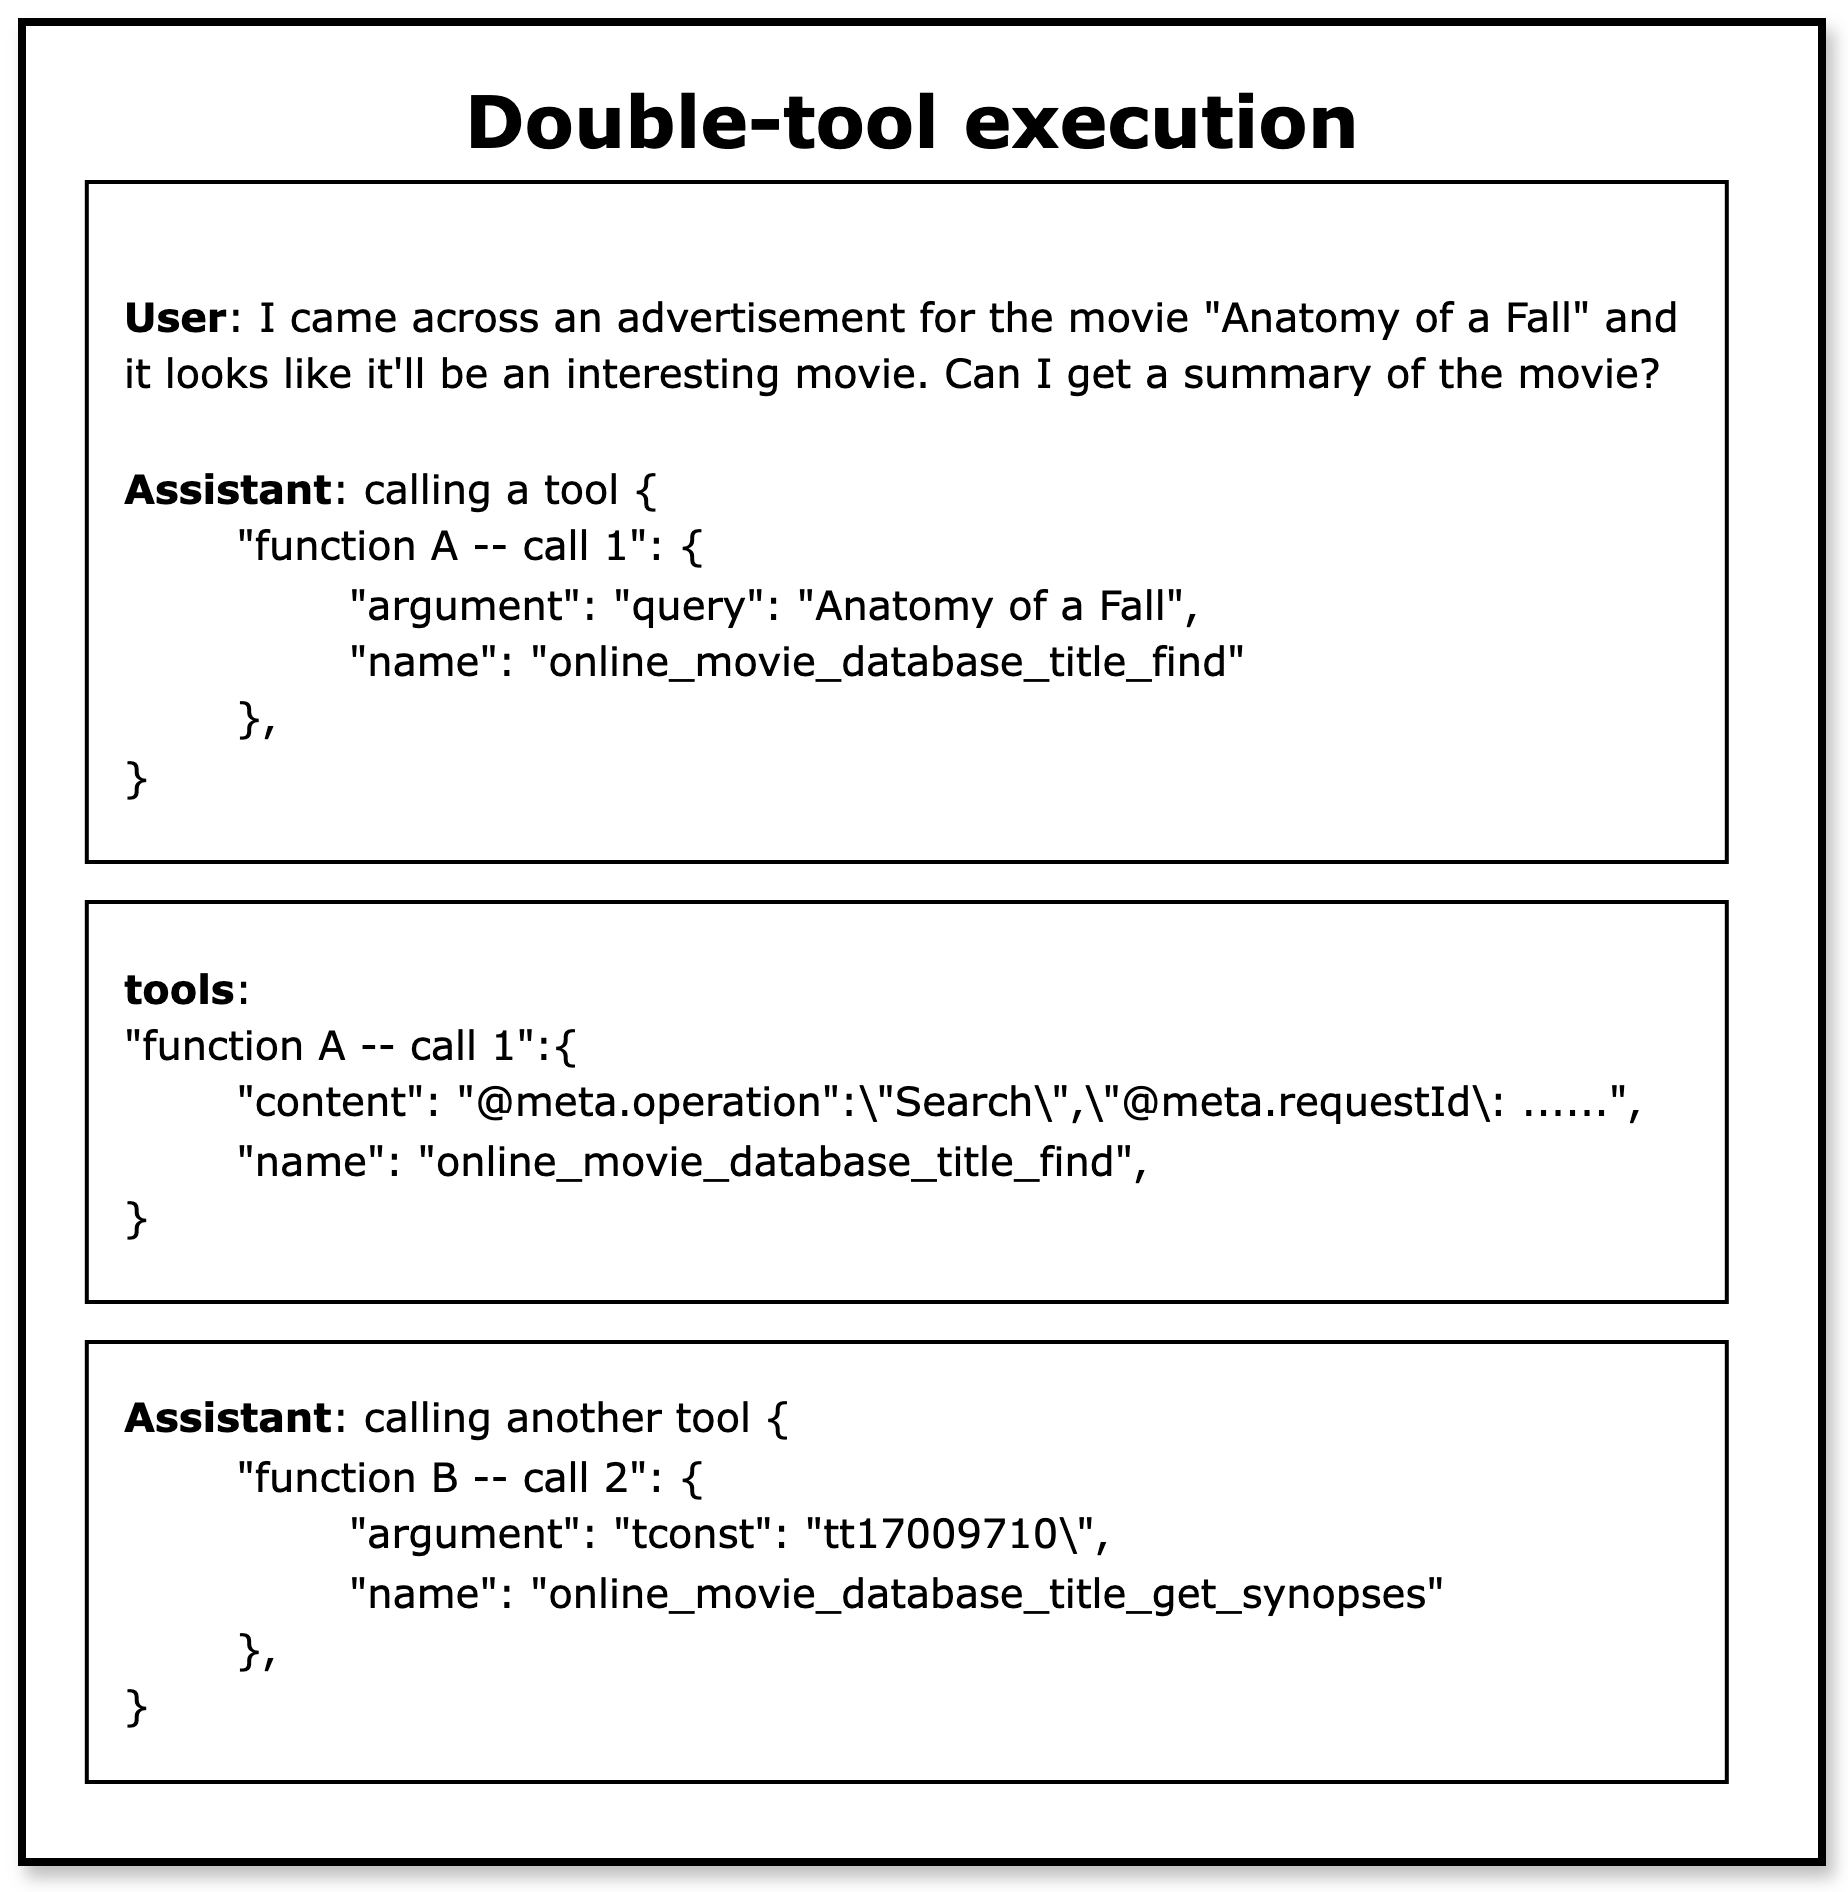 Double-tool execution
User: I came across an advertisement for the movie "Anatomy of a Fall" and
it looks like it'll be an interesting movie. Can I get a summary of the movie?
Assistant: calling a tool {
"function A -- call 1": {
"argument": "query": "Anatomy of a Fall",
"name": "online_movie_database_title_find"
},
}
tools:
"function A -- call 1":{
"content": "@meta.operation":\"Search\",\"@meta.requestId\: ......",
"name": "online_movie_database_title_find",
}
Assistant: calling another tool {
"function B -- call 2": {
"argument": "tconst": "tt17009710\",
"name": "online_movie_database_title_get_synopses"
},
}